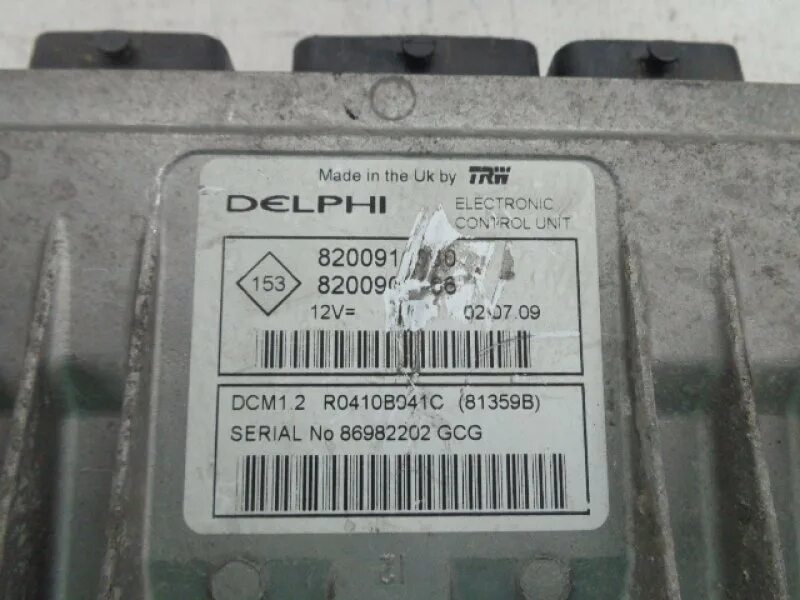 Made in the Uk by TRW
DELPHI
ELECTRONIC
CONTROL UNIT
153
12V=
02.07.09
DCM1.2 R0410B041C (81359B)
SERIAL No 86982202 GCG